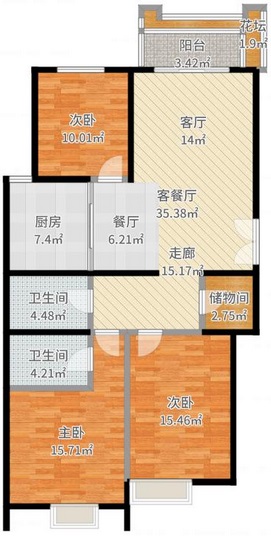 花坛
1.9㎡
阳台
3.42㎡
次卧
10.01㎡
客厅
14㎡
客餐厅
35.38㎡
厨房
7.4㎡
餐厅
6.21㎡
走廊
15.17㎡
卫生间
4.48㎡
储物间
2.75㎡
卫生间
4.21㎡
次卧
15.46㎡
主卧
15.71㎡